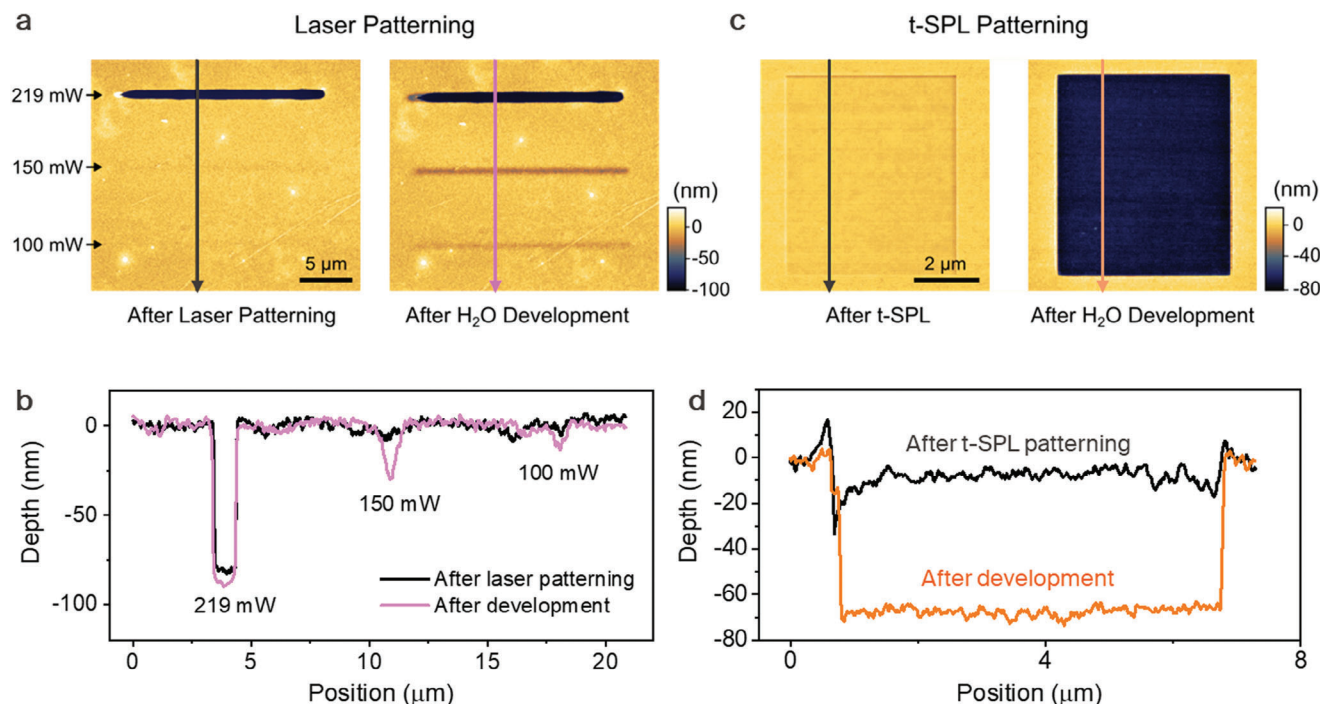 a
Laser Patterning
219 mW
150 mW
100 mW
5 µm
(nm)
0
-50
-100
After Laser Patterning
After H₂O Development
c
t-SPL Patterning
2 µm
(nm)
0
-40
-80
After t-SPL
After H₂O Development
b
Depth (nm)
0
-50
-100
219 mW
150 mW
100 mW
After laser patterning
After development
0
5
10
15
20
Position (µm)
d
Depth (nm)
20
0
-20
-40
-60
-80
After t-SPL patterning
After development
0
4
8
Position (µm)